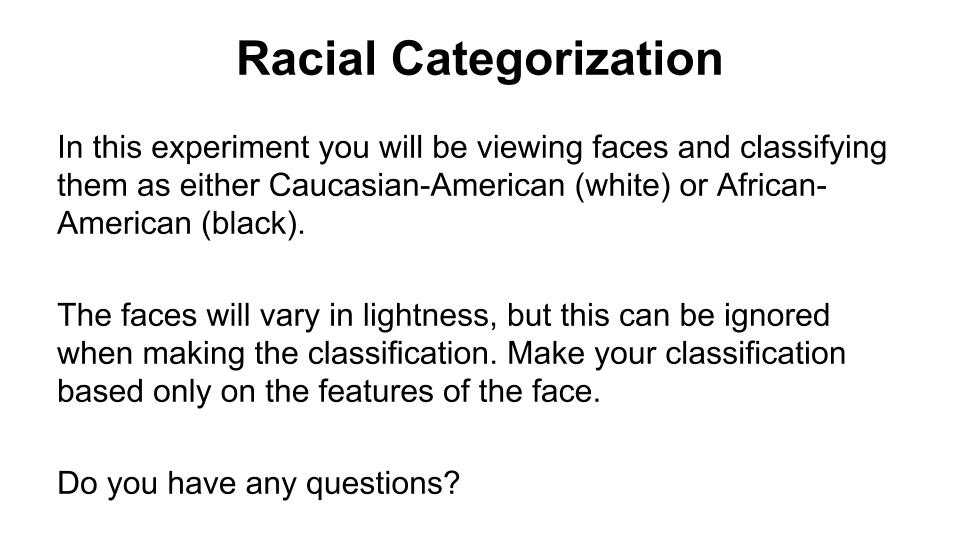 Racial Categorization
In this experiment you will be viewing faces and classifying
them as either Caucasian-American (white) or African-
American (black).
The faces will vary in lightness, but this can be ignored
when making the classification. Make your classification
based only on the features of the face.
Do you have any questions?